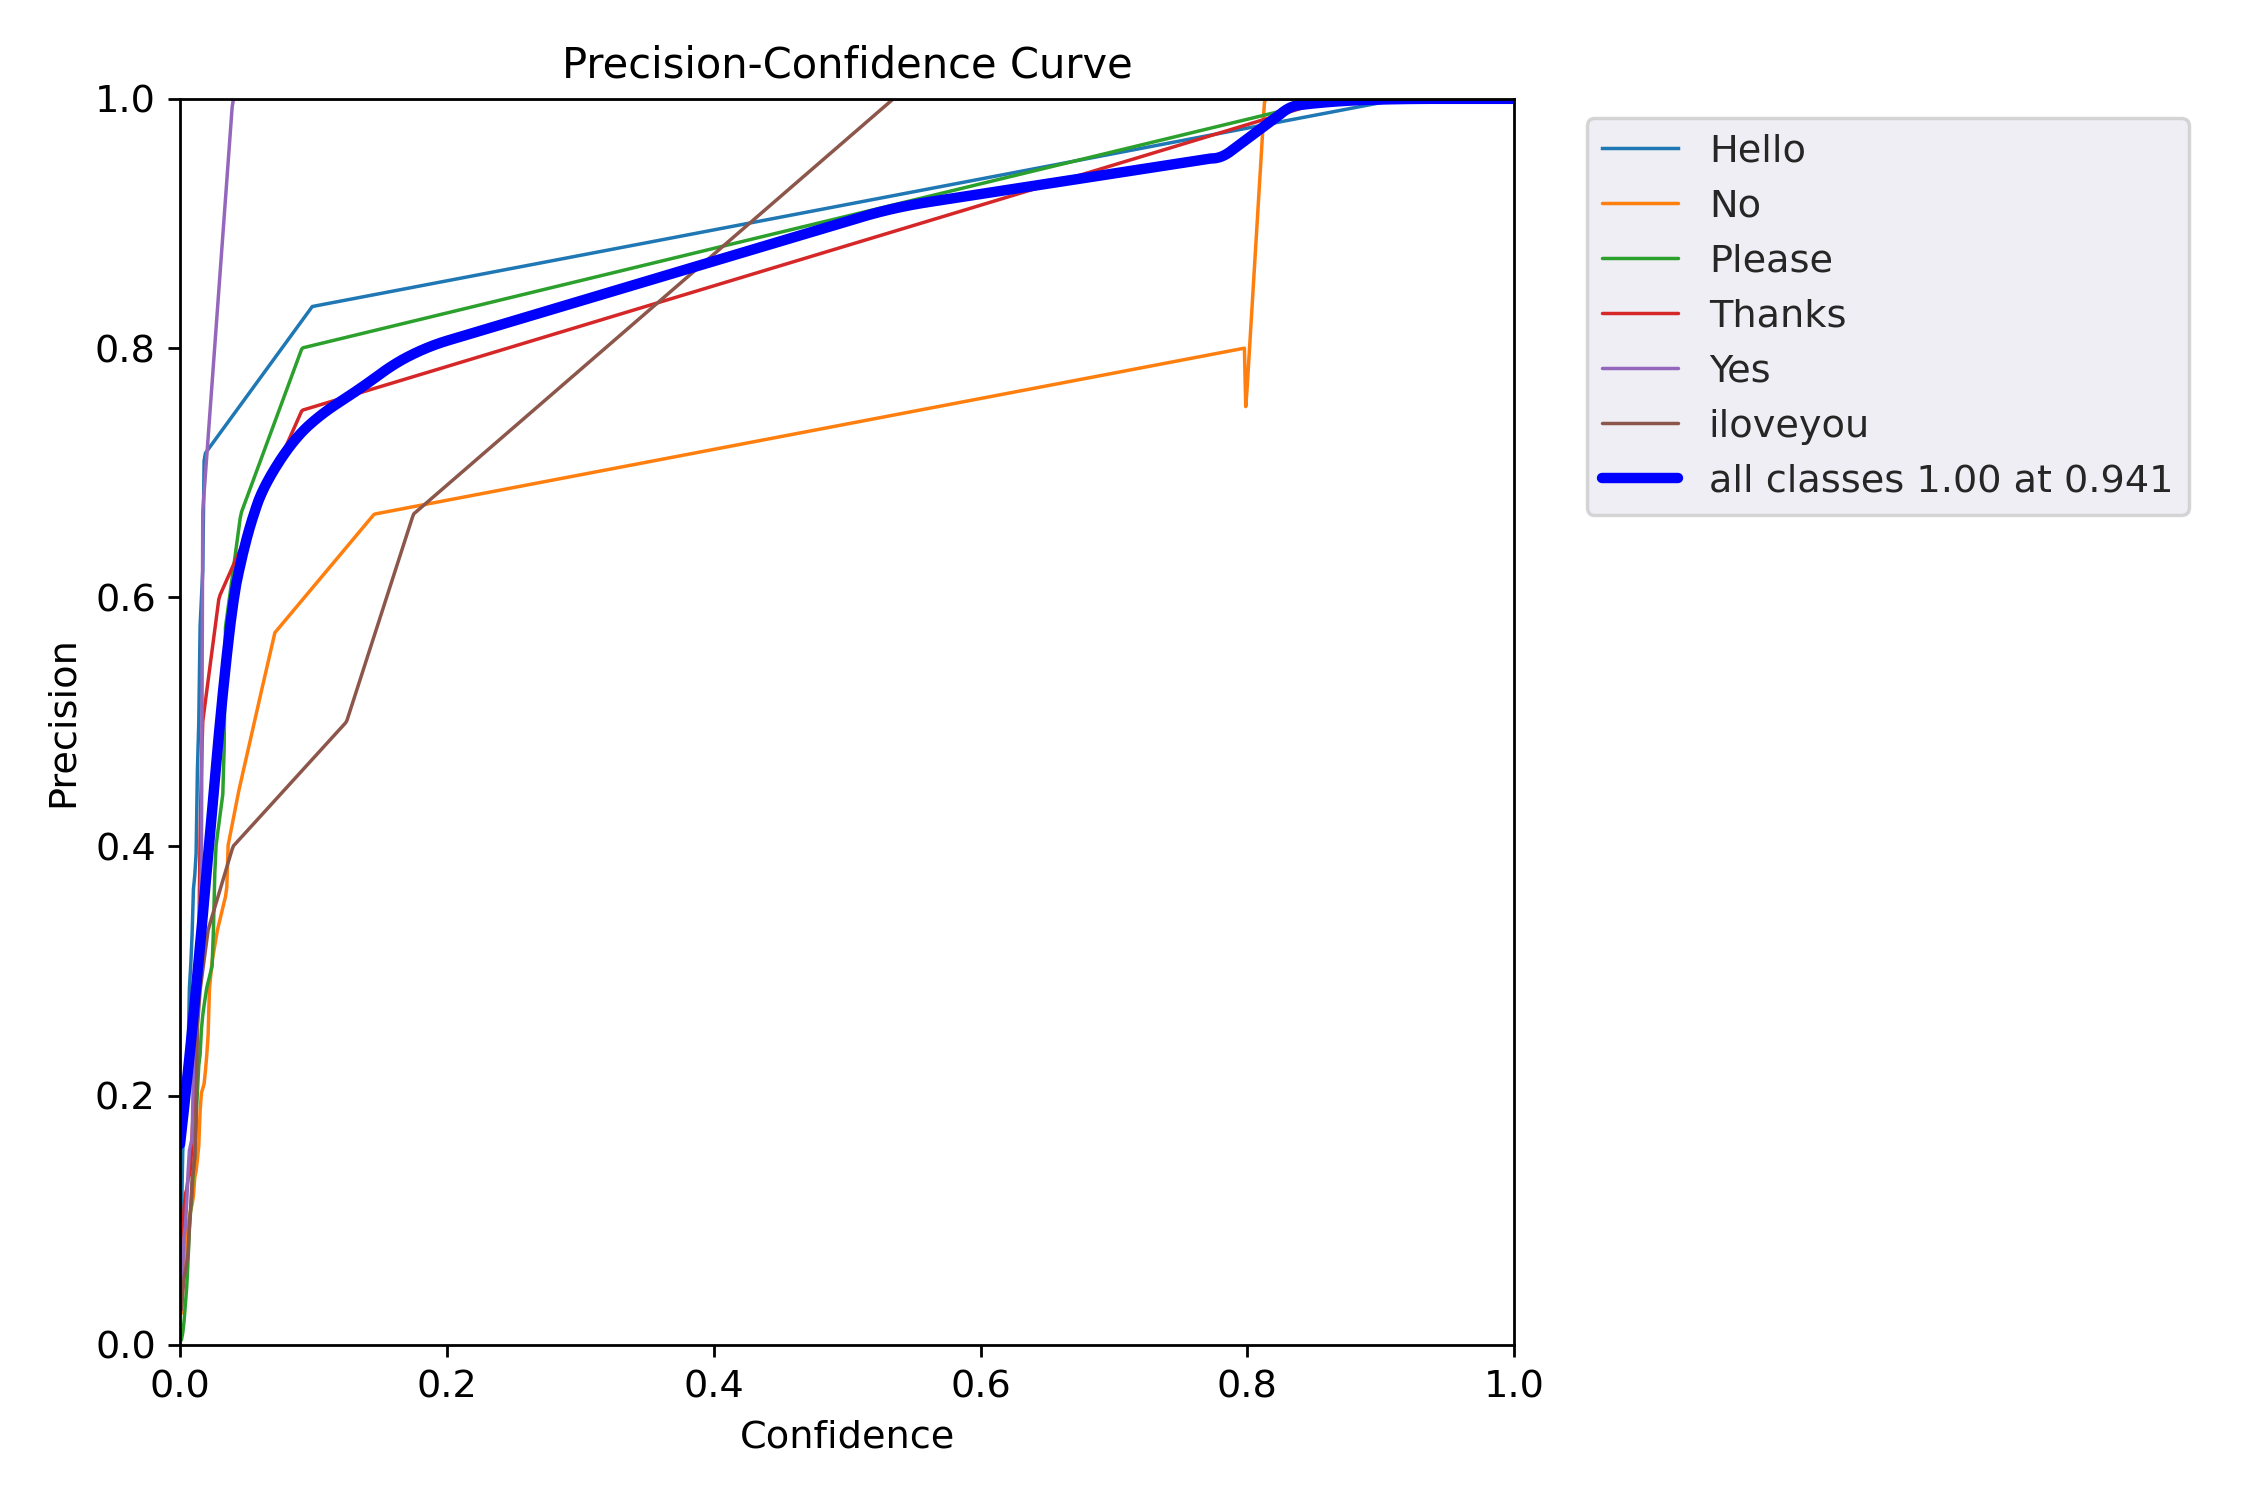 Precision-Confidence Curve
1.0
0.8
0.6
0.4
0.2
0.0
Precision
0.0 0.2 0.4 0.6 0.8 1.0
Confidence
Hello
No
Please
Thanks
Yes
iloveyou
all classes 1.00 at 0.941